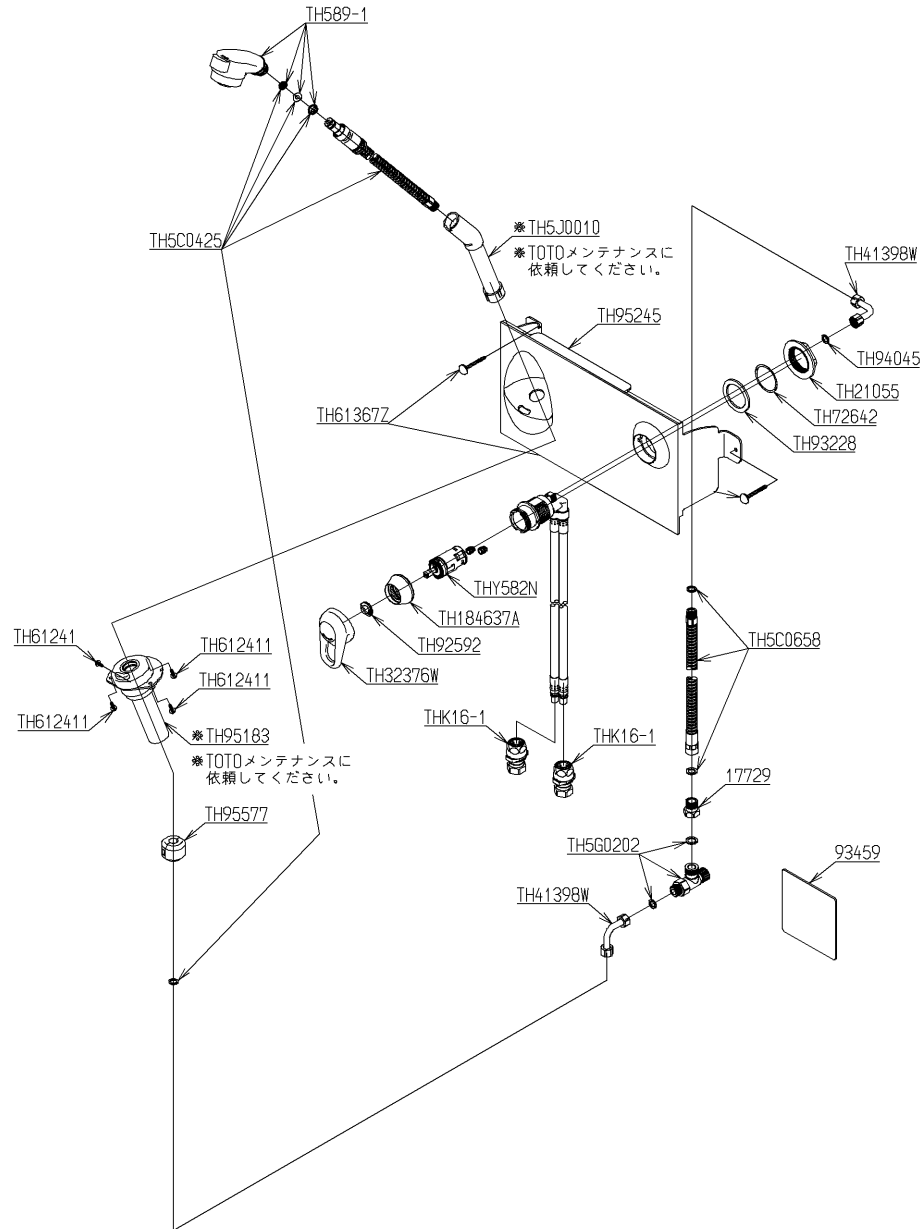 TH589-1
TH5C0425
※TH5J0010
※TOTOメンテナンスに
依頼してください。
TH41398W
TH95245
TH94045
TH21055
TH72642
TH93228
TH613677
THY582N
TH184637A
TH92592
TH32376W
TH5C0658
TH61241
TH612411
TH612411
TH612411
※TH95183
※TOTOメンテナンスに
依頼してください。
THK16-1
THK16-1
17729
TH95577
TH5G0202
93459
TH41398W